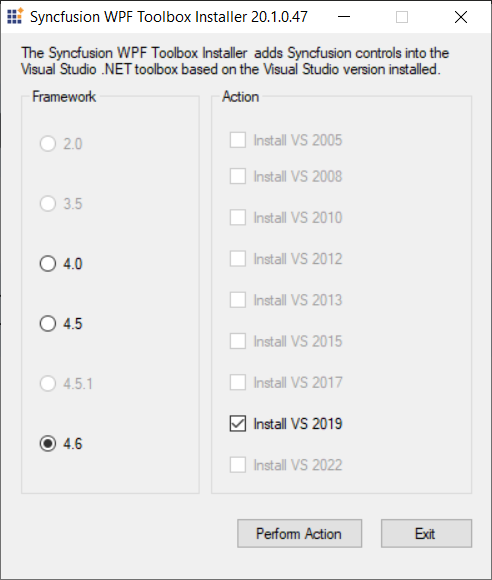 Syncfusion WPF Toolbox Installer 20.1.0.47
The Syncfusion WPF Toolbox Installer adds Syncfusion controls into the
Visual Studio .NET toolbox based on the Visual Studio version installed.
Framework
2.0
3.5
4.0
4.5
4.5.1
4.6
Action
Install VS 2005
Install VS 2008
Install VS 2010
Install VS 2012
Install VS 2013
Install VS 2015
Install VS 2017
Install VS 2019
Install VS 2022
Perform Action
Exit